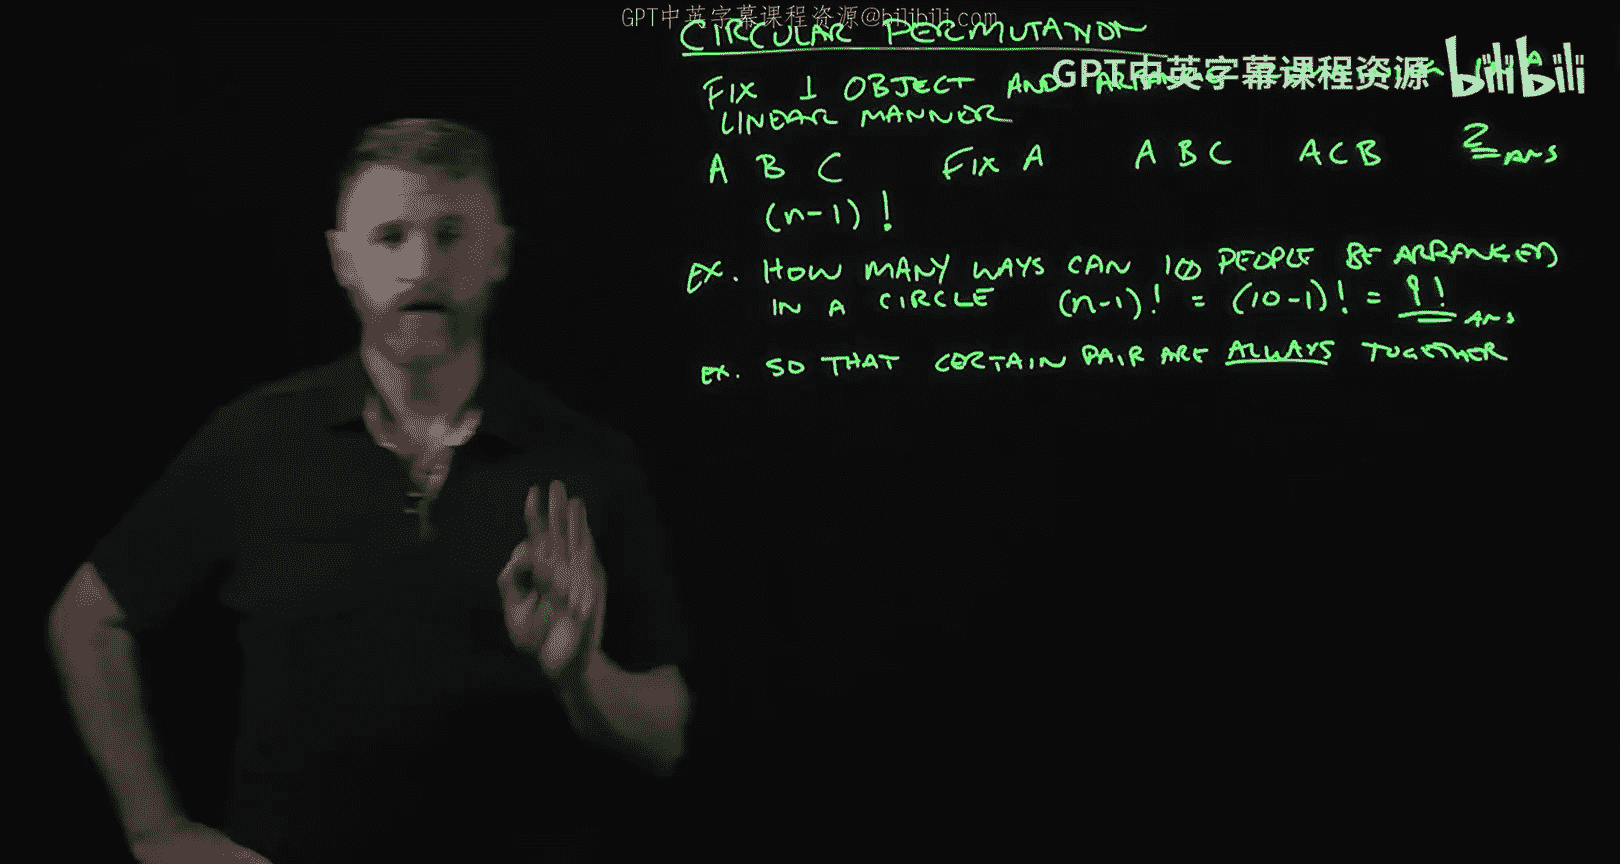 GPT中英字幕课程资源@bilibili.com
CIRCULAR PERMUTATION
GPT中英字幕课程资源 bilibili
FIX 1 OBJECT AND
LINEAR MANNER
A B C FIX A A B C A C B 2 ANS
(n-1)!
EX. HOW MANY WAYS CAN 10 PEOPLE BE ARRANGED
IN A CIRCLE (n-1)! = (10-1)! = 9! ANS
EX. SO THAT CERTAIN PAIR ARE ALWAYS TOGETHER